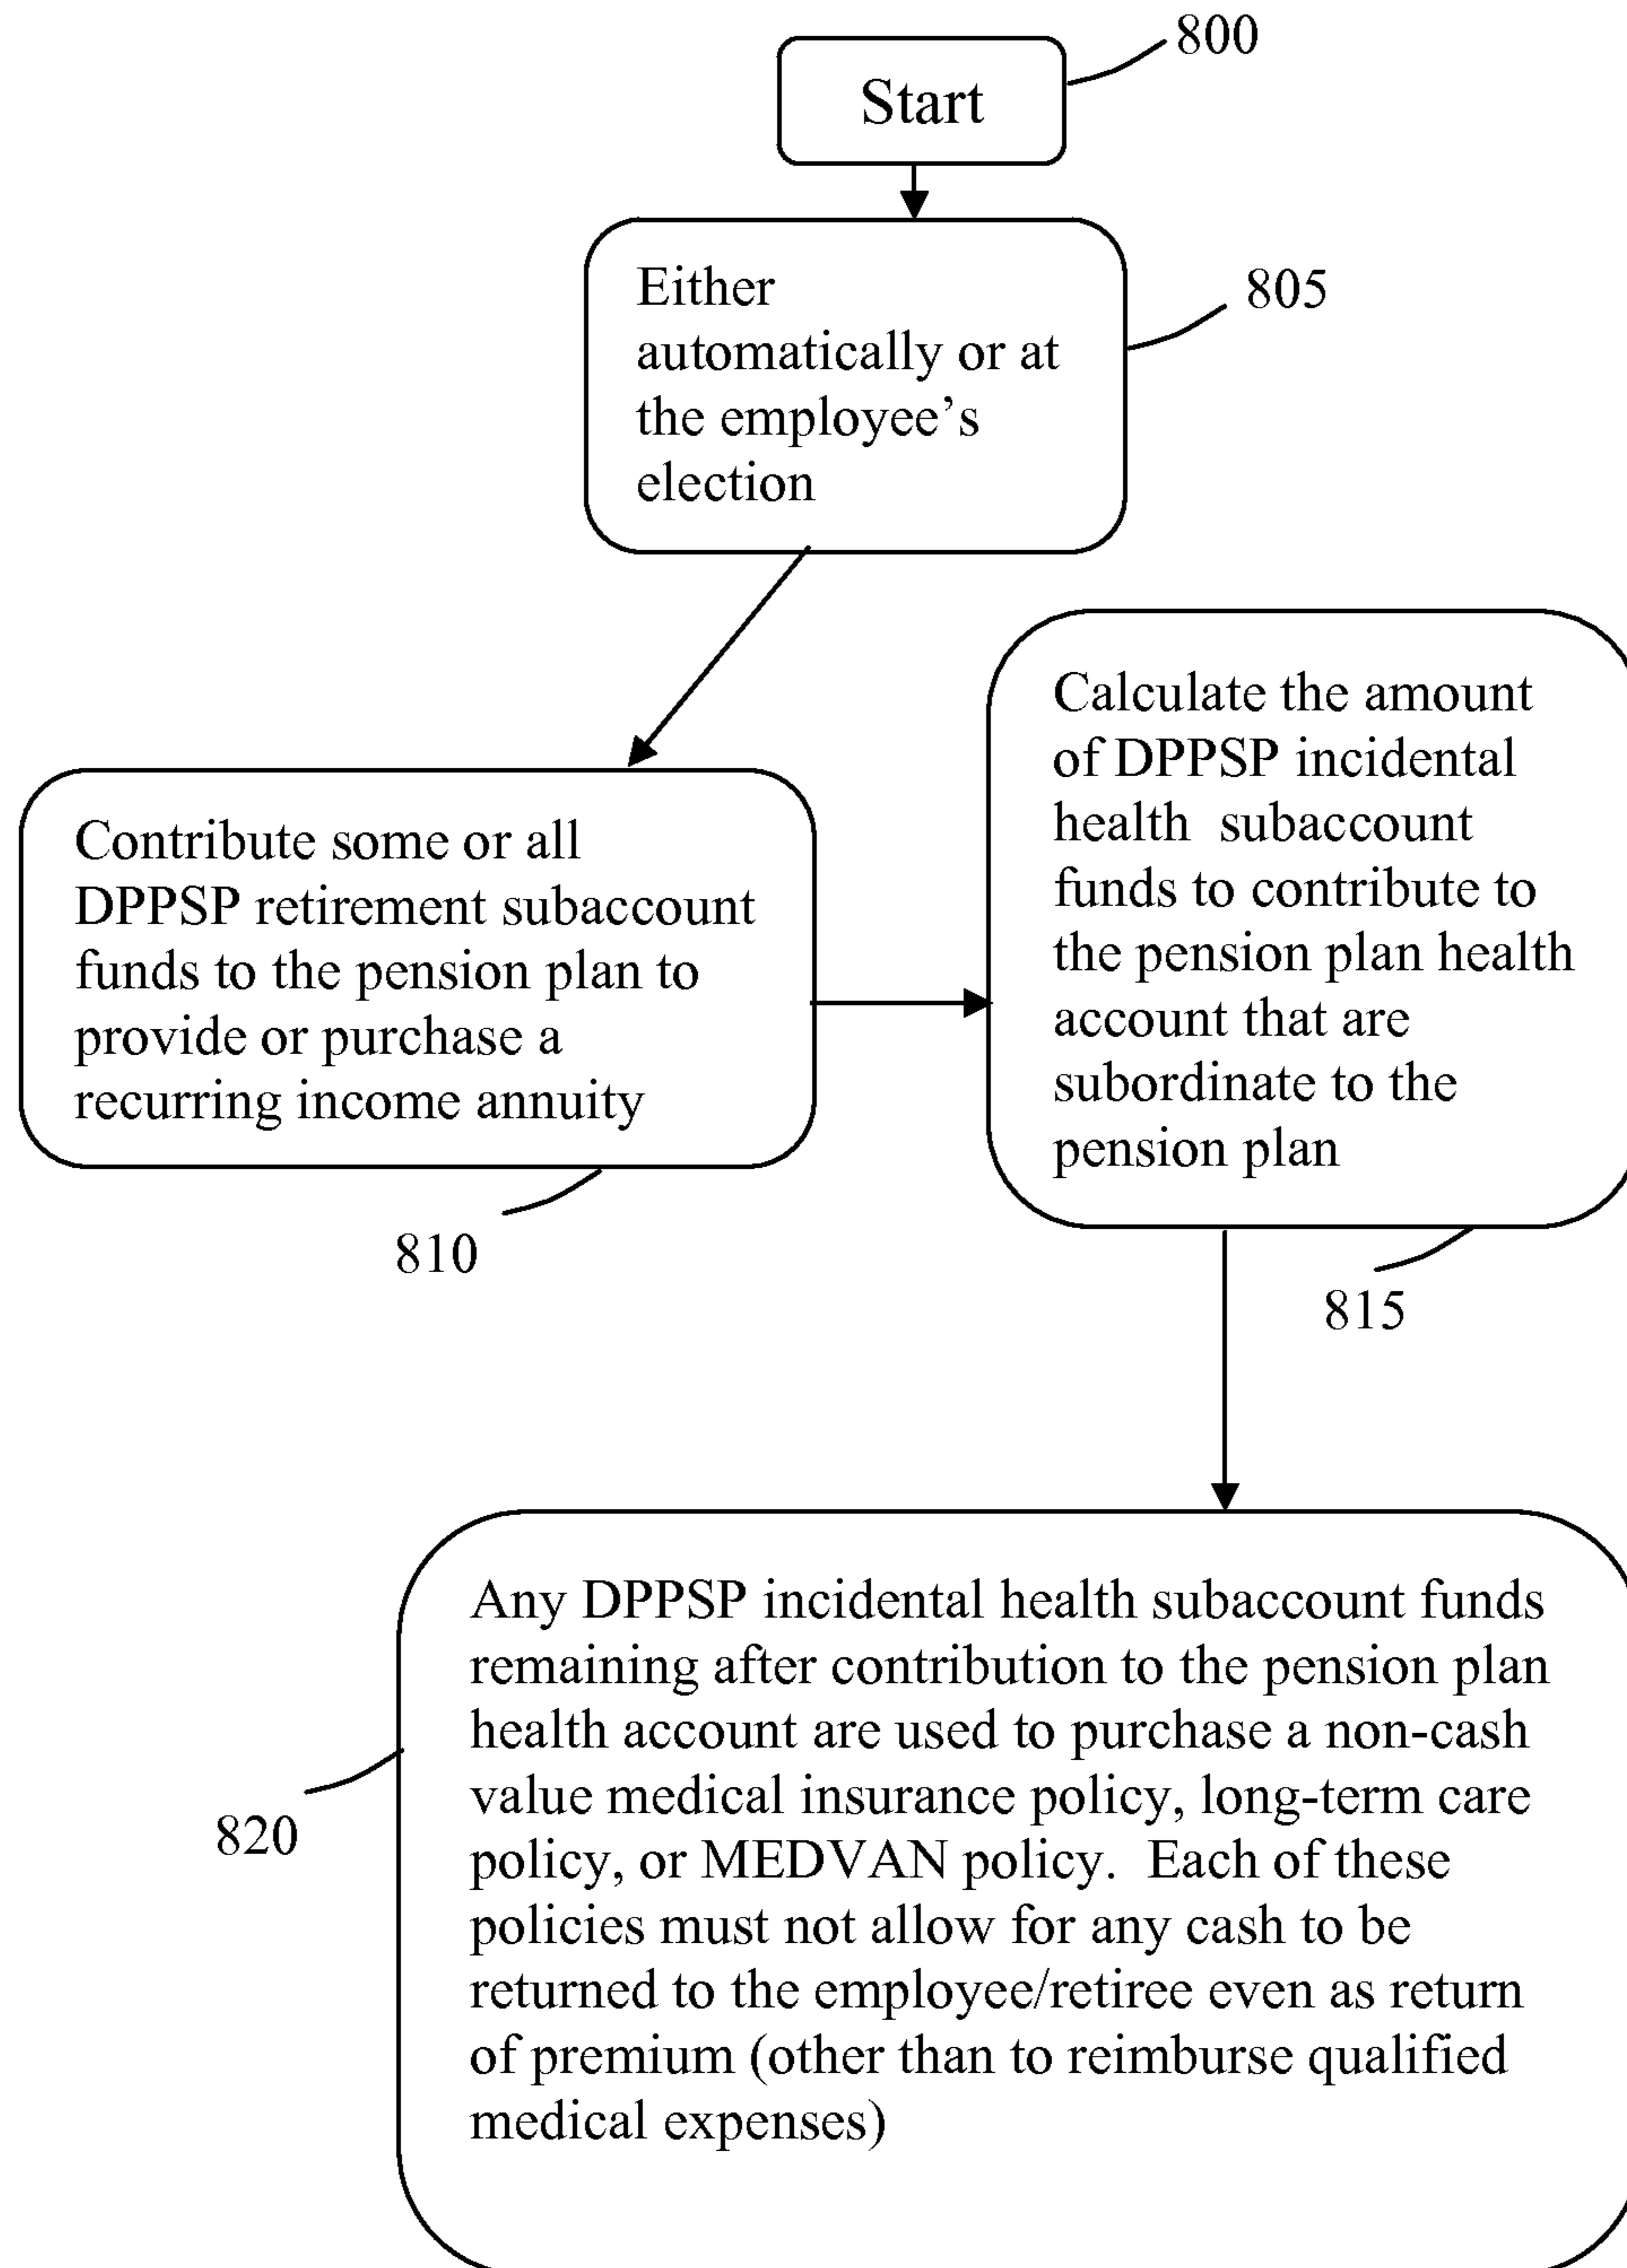 800
Start
805
Either
automatically or at
the employee’s
election
Contribute some or all
DPPSP retirement subaccount
funds to the pension plan to
provide or purchase a
recurring income annuity
810
Calculate the amount
of DPPSP incidental
health  subaccount
funds to contribute to
the pension plan health
account that are
subordinate to the
pension plan
815
Any DPPSP incidental health subaccount funds
remaining after contribution to the pension plan
health account are used to purchase a non-cash
value medical insurance policy, long-term care
policy, or MEDVAN policy.  Each of these
policies must not allow for any cash to be
returned to the employee/retiree even as return
of premium (other than to reimburse qualified
medical expenses)
820